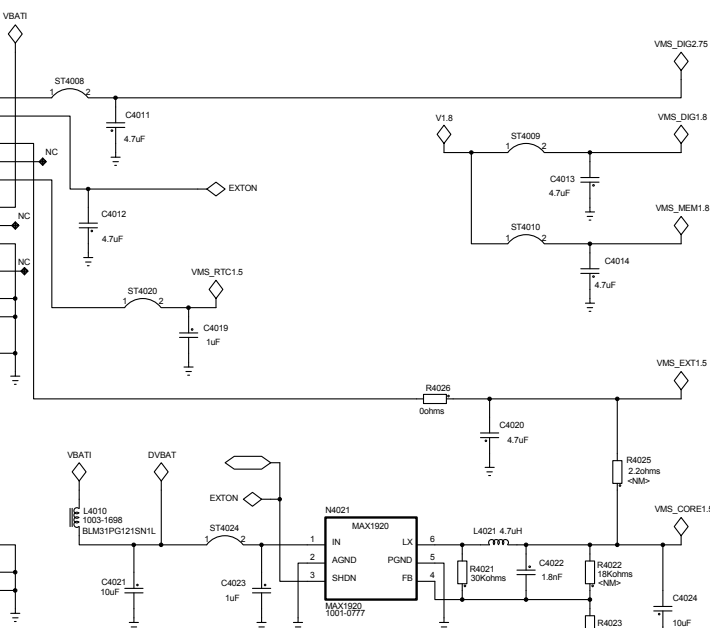 VBATI
VMS_DIG2.75
ST4008
1 2
C4011
4.7uF
V1.8
VMS_DIG1.8
ST4009
1 2
NC
C4013
4.7uF
EXTON
NC
C4012
4.7uF
VMS_MEM1.8
ST4010
1 2
NC
C4014
4.7uF
VMS_RTC1.5
ST4020
1 2
C4019
1uF
VMS_EXT1.5
R4026
0ohms
C4020
4.7uF
VBATI
DVBAT
R4025
2.2ohms
<NM>
EXTON
L4010
1003-1698
BLM31PG121SN1L
ST4024
1 2
N4021
MAX1920
VMS_CORE1.5
L4021 4.7uH
1 IN LX 6
2 AGND PGND 5
3 SHDN FB 4
MAX1920
1001-0777
C4021
10uF
C4023
1uF
R4021
30Kohms
C4022
1.8nF
R4022
18Kohms
<NM>
C4024
10uF
R4023